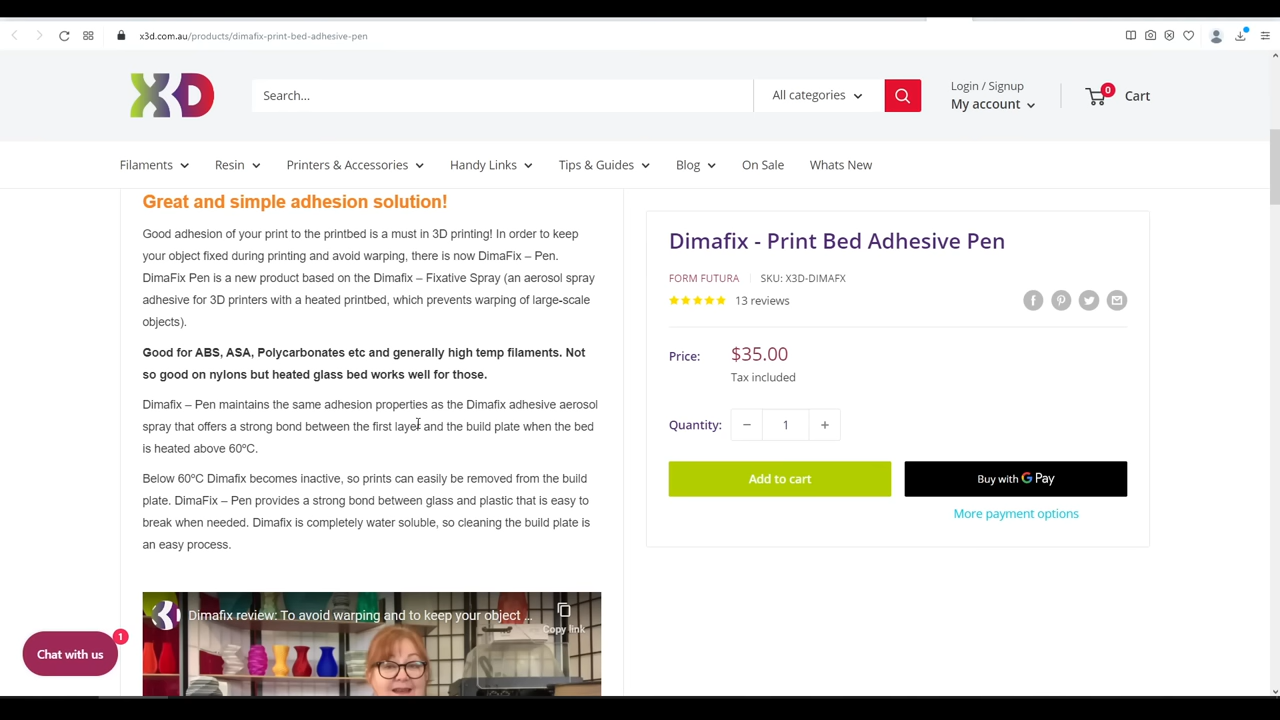 x3d.com.au/products/dimafix-print-bed-adhesive-pen
X3D
Search...
All categories
Login / Signup
My account
0
Cart
Filaments
Resin
Printers & Accessories
Handy Links
Tips & Guides
Blog
On Sale
Whats New
Great and simple adhesion solution!
Good adhesion of your print to the printbed is a must in 3D printing! In order to keep
your object fixed during printing and avoid warping, there is now DimaFix – Pen.
DimaFix Pen is a new product based on the Dimafix – Fixative Spray (an aerosol spray
adhesive for 3D printers with a heated printbed, which prevents warping of large-scale
objects).
Good for ABS, ASA, Polycarbonates etc and generally high temp filaments. Not
so good on nylons but heated glass bed works well for those.
Dimafix – Pen maintains the same adhesion properties as the Dimafix adhesive aerosol
spray that offers a strong bond between the first layer and the build plate when the bed
is heated above 60ºC.
Below 60ºC Dimafix becomes inactive, so prints can easily be removed from the build
plate. DimaFix – Pen provides a strong bond between glass and plastic that is easy to
break when needed. Dimafix is completely water soluble, so cleaning the build plate is
an easy process.
Dimafix review: To avoid warping and to keep your object ...
Copy link
Dimafix - Print Bed Adhesive Pen
FORM FUTURA
SKU: X3D-DIMAFX
13 reviews
Price:
$35.00
Tax included
Quantity:
1
Add to cart
Buy with G Pay
More payment options
Chat with us
1